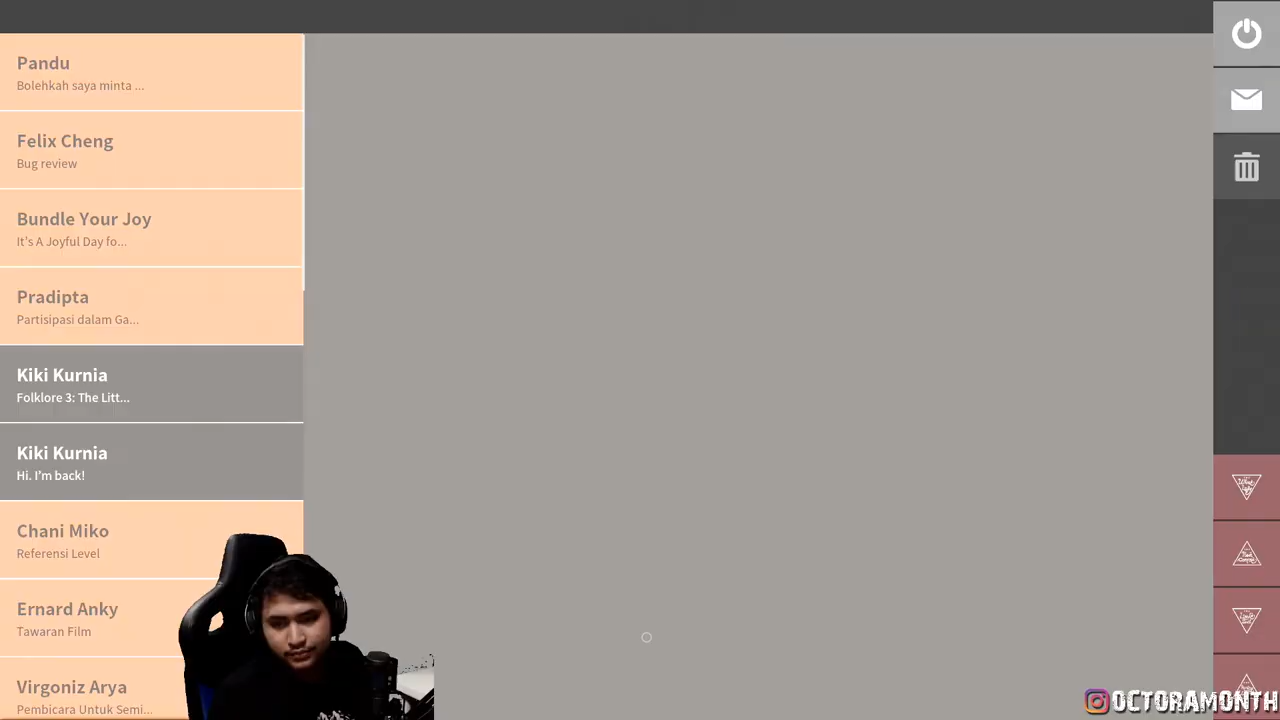 Pandu
Bolehkah saya minta ...
Felix Cheng
Bug review
Bundle Your Joy
It's A Joyful Day fo...
Pradipta
Partisipasi dalam Ga...
Kiki Kurnia
Folklore 3: The Litt...
Kiki Kurnia
Hi. I'm back!
Chani Miko
Referensi Level
Ernard Anky
Tawaran Film
Virgoniz Arya
Pembicara Untuk Semi...
OCTORAMONTH